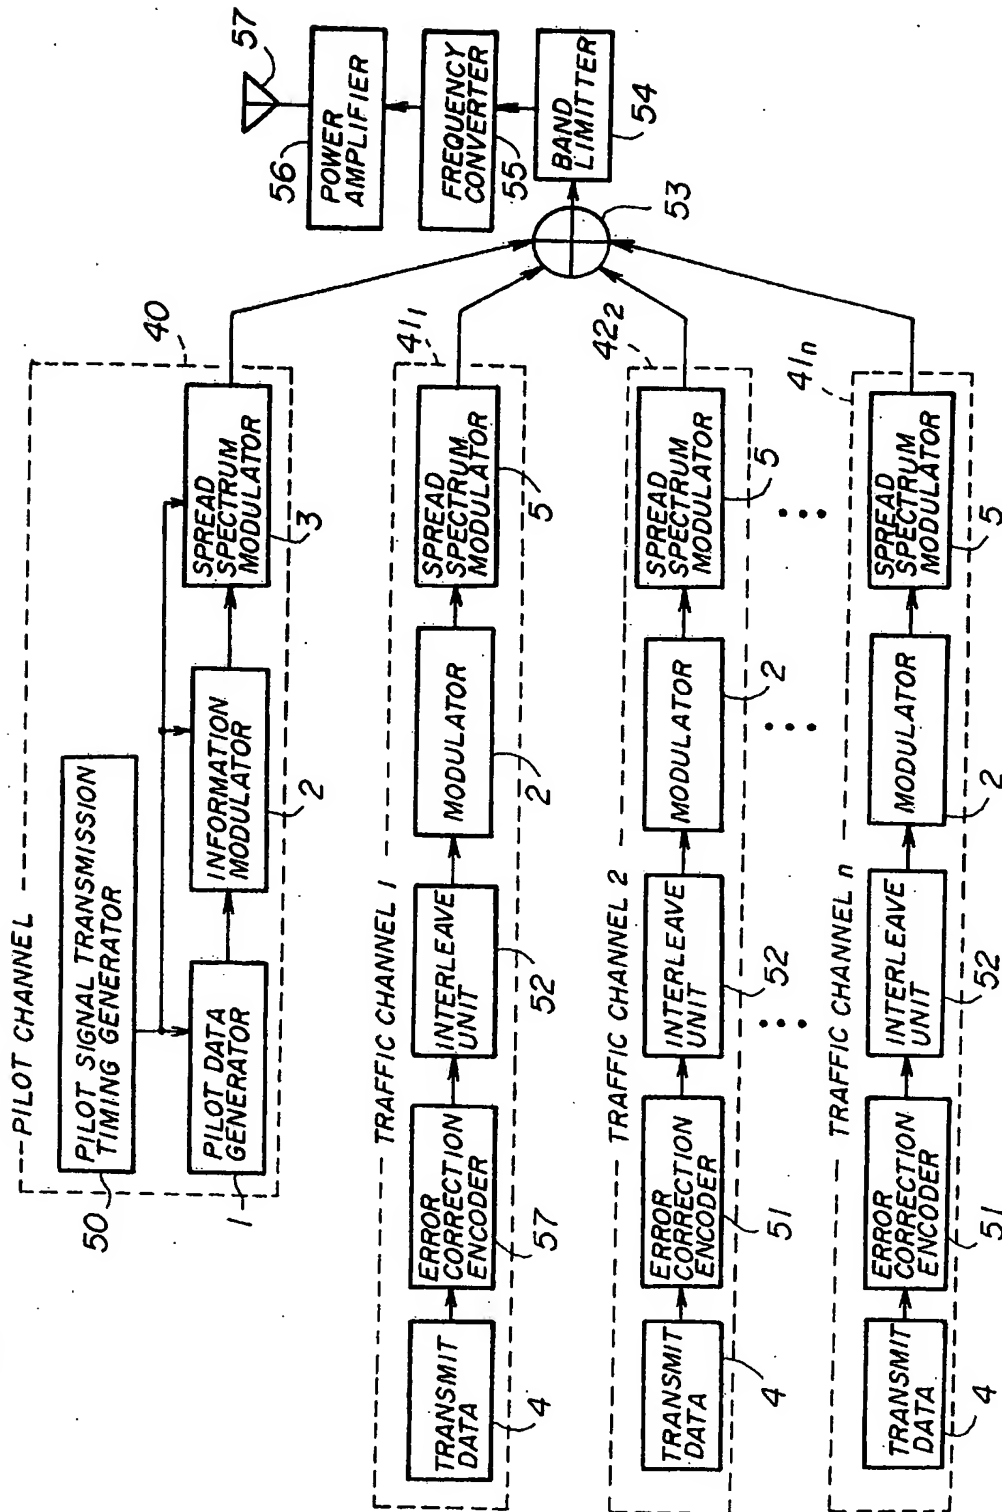 PILOT CHANNEL
40
PILOT SIGNAL TRANSMISSION
TIMING GENERATOR
50
PILOT DATA
GENERATOR
1
INFORMATION
MODULATOR
2
SPREAD
SPECTRUM
MODULATOR
3
TRAFFIC CHANNEL 1
41₁
TRANSMIT
DATA
4
ERROR
CORRECTION
ENCODER
57
INTERLEAVE
UNIT
52
MODULATOR
2
SPREAD
SPECTRUM
MODULATOR
5
TRAFFIC CHANNEL 2
42₂
TRANSMIT
DATA
4
ERROR
CORRECTION
ENCODER
51
INTERLEAVE
UNIT
52
MODULATOR
2
SPREAD
SPECTRUM
MODULATOR
5
TRAFFIC CHANNEL n
41n
TRANSMIT
DATA
4
ERROR
CORRECTION
ENCODER
51
INTERLEAVE
UNIT
52
MODULATOR
2
SPREAD
SPECTRUM
MODULATOR
5
53
BAND
LIMITTER
54
FREQUENCY
CONVERTER
55
POWER
AMPLIFIER
56
57